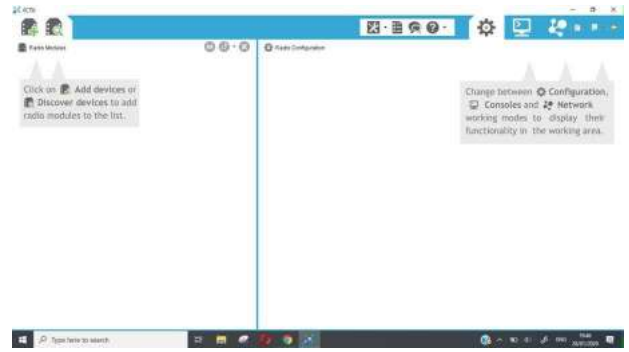 XCTU
Radio Modules
Radio Configuration
Click on Add devices or
Discover devices to add
radio modules to the list.
Change between Configuration,
Consoles and Network
working modes to display their
functionality in the working area.
Type here to search
ENG